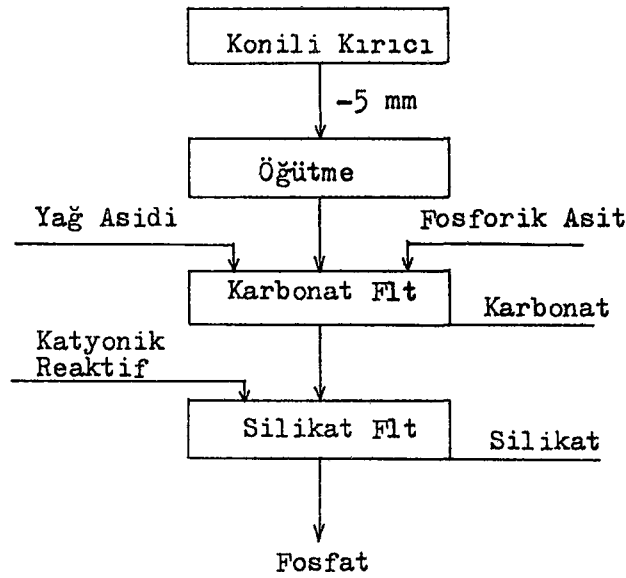 Konili Kırıcı
-5 mm
Öğütme
Yağ Asidi
Fosforik Asit
Karbonat Flt
Karbonat
Katyonik
Reaktif
Silikat Flt
Silikat
Fosfat